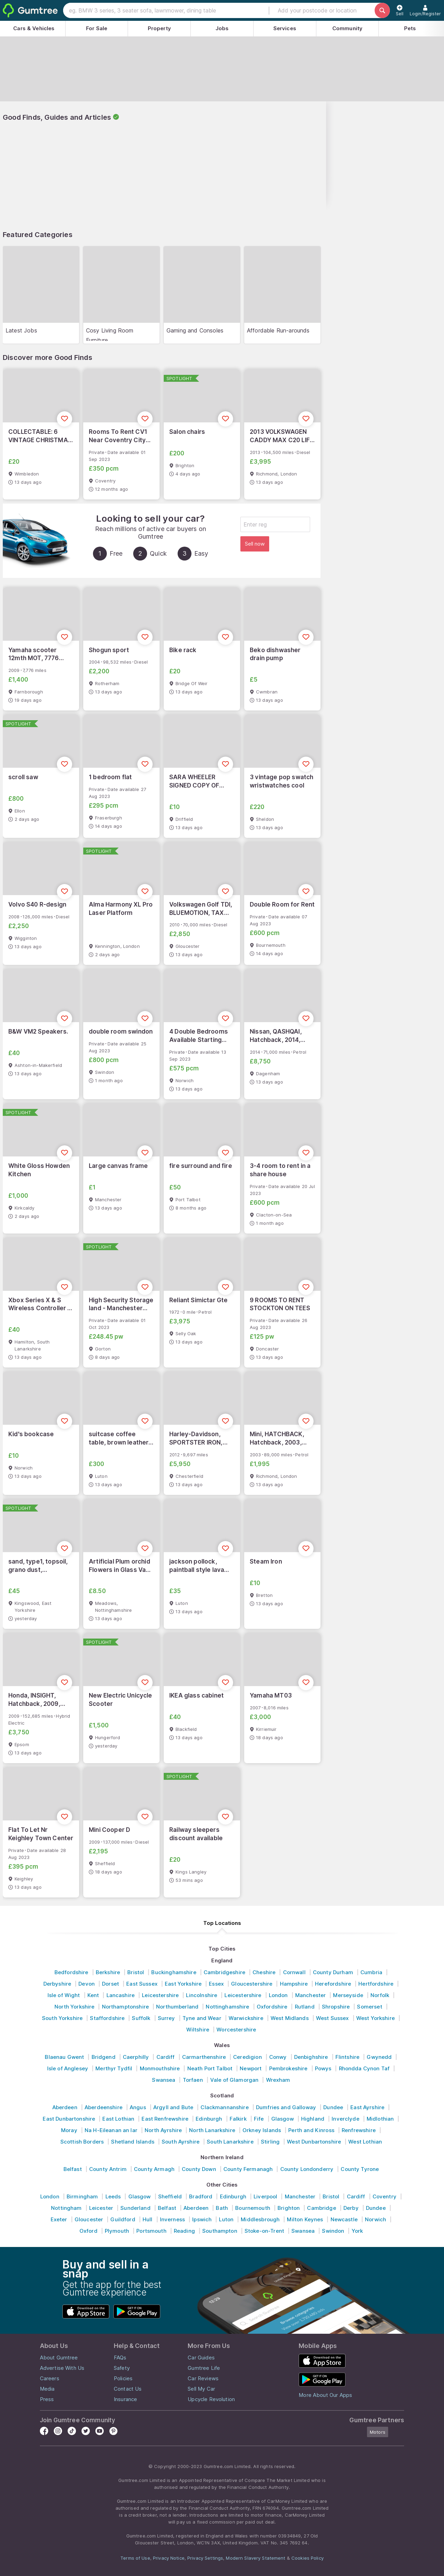 Gumtree
eg. BMW 3 series, 3 seater sofa, lawnmower, dining table
Add your postcode or location
Sell
Login/Register
Cars & Vehicles
For Sale
Property
Jobs
Services
Community
Pets
Good Finds, Guides and Articles
Featured Categories
Latest Jobs
Cosy Living Room Furniture
Gaming and Consoles
Affordable Run-arounds
Discover more Good Finds
COLLECTABLE: 6 VINTAGE CHRISTMA...
£20
Wimbledon
13 days ago
Rooms To Rent CV1 Near Coventry City...
Private · Date available 01 Sep 2023
£350 pcm
Coventry
12 months ago
SPOTLIGHT
Salon chairs
£200
Brighton
4 days ago
2013 VOLKSWAGEN CADDY MAX C20 LIF...
2013 · 104,500 miles · Diesel
£3,995
Richmond, London
13 days ago
Looking to sell your car?
Reach millions of active car buyers on Gumtree
1 Free
2 Quick
3 Easy
Enter reg
Sell now
Yamaha scooter 12mth MOT, 7776...
2008 · 7,776 miles
£1,400
Farnborough
18 days ago
Shogun sport
2004 · 98,532 miles · Diesel
£2,200
Rotherham
13 days ago
Bike rack
£20
Bridge Of Weir
13 days ago
Beko dishwasher drain pump
£5
Cwmbran
13 days ago
SPOTLIGHT
scroll saw
£800
Elton
2 days ago
1 bedroom flat
Private · Date available 27 Aug 2023
£295 pcm
Fraserburgh
14 days ago
SARA WHEELER SIGNED COPY OF...
£10
Driffield
13 days ago
3 vintage pop swatch wristwatches cool
£220
Sheldon
13 days ago
Volvo S40 R-design
2008 · 126,000 miles · Diesel
£2,250
Wigginton
13 days ago
SPOTLIGHT
Alma Harmony XL Pro Laser Platform
Kennington, London
2 days ago
Volkswagen Golf TDI, BLUEMOTION, TAX...
2010 · 70,000 miles · Diesel
£2,850
Gloucester
13 days ago
Double Room for Rent
Private · Date available 07 Aug 2023
£600 pcm
Bournemouth
14 days ago
B&W VM2 Speakers.
£40
Ashton-in-Makerfield
13 days ago
double room swindon
Private · Date available 25 Aug 2023
£800 pcm
Swindon
1 month ago
4 Double Bedrooms Available Starting...
Private · Date available 13 Sep 2023
£575 pcm
Norwich
13 days ago
Nissan, QASHQAI, Hatchback, 2014,...
2014 · 71,000 miles · Petrol
£8,750
Dagenham
13 days ago
SPOTLIGHT
White Gloss Howden Kitchen
£1,000
Kirkcaldy
2 days ago
Large canvas frame
£1
Manchester
13 days ago
fire surround and fire
£50
Port Talbot
8 months ago
3-4 room to rent in a share house
Private · Date available 20 Jul 2023
£600 pcm
Clacton-on-Sea
1 month ago
Xbox Series X & S Wireless Controller ...
£40
Hamilton, South Lanarkshire
13 days ago
SPOTLIGHT
High Security Storage land - Manchester...
Private · Date available 01 Oct 2023
£248.45 pw
Gorton
8 days ago
Reliant Simictar Gte
1972 · 0 mile · Petrol
£3,975
Selly Oak
13 days ago
9 ROOMS TO RENT STOCKTON ON TEES
Private · Date available 26 Aug 2023
£125 pw
Doncaster
13 days ago
Kid's bookcase
£10
Norwich
13 days ago
suitcase coffee table, brown leather...
£300
Luton
13 days ago
Harley-Davidson, SPORTSTER IRON,...
2012 · 9,697 miles
£5,950
Chesterfield
13 days ago
Mini, HATCHBACK, Hatchback, 2003,...
2003 · 89,000 miles · Petrol
£1,995
Richmond, London
13 days ago
SPOTLIGHT
sand, type1, topsoil, grano dust,...
£45
Kingswood, East Yorkshire
yesterday
Artificial Plum orchid Flowers in Glass Va...
£8.50
Meadows, Nottinghamshire
13 days ago
jackson pollock, paintball style lava...
£35
Luton
13 days ago
Steam Iron
£10
Bretton
13 days ago
Honda, INSIGHT, Hatchback, 2009,...
2009 · 152,985 miles · Hybrid Electric
£3,750
Epsom
13 days ago
SPOTLIGHT
New Electric Unicycle Scooter
£1,500
Hungerford
yesterday
IKEA glass cabinet
£40
Blackfield
13 days ago
Yamaha MT03
2007 · 8,016 miles
£3,000
Kirriemuir
18 days ago
Flat To Let Nr Keighley Town Center
Private · Date available 28 Aug 2023
£395 pcm
Keighley
13 days ago
Mini Cooper D
2009 · 137,000 miles · Diesel
£2,195
Sheffield
18 days ago
SPOTLIGHT
Railway sleepers discount available
£20
Kings Langley
53 mins ago
Top Locations
Top Cities
England
Bedfordshire Berkshire Bristol Buckinghamshire Cambridgeshire Cheshire Cornwall County Durham Cumbria
Derbyshire Devon Dorset East Sussex East Yorkshire Essex Gloucestershire Hampshire Herefordshire Hertfordshire
Isle of Wight Kent Lancashire Leicestershire Lincolnshire Leicestershire London Manchester Merseyside Norfolk
North Yorkshire Northamptonshire Northumberland Nottinghamshire Oxfordshire Rutland Shropshire Somerset
South Yorkshire Staffordshire Suffolk Surrey Tyne and Wear Warwickshire West Midlands West Sussex West Yorkshire
Wiltshire Worcestershire
Wales
Blaenau Gwent Bridgend Caerphilly Cardiff Carmarthenshire Ceredigion Conwy Denbighshire Flintshire Gwynedd
Isle of Anglesey Merthyr Tydfil Monmouthshire Neath Port Talbot Newport Pembrokeshire Powys Rhondda Cynon Taf
Swansea Torfaen Vale of Glamorgan Wrexham
Scotland
Aberdeen Aberdeenshire Angus Argyll and Bute Clackmannanshire Dumfries and Galloway Dundee East Ayrshire
East Dunbartonshire East Lothian East Renfrewshire Edinburgh Falkirk Fife Glasgow Highland Inverclyde Midlothian
Moray Na H-Eileanan an Iar North Ayrshire North Lanarkshire Orkney Islands Perth and Kinross Renfrewshire
Scottish Borders Shetland Islands South Ayrshire South Lanarkshire Stirling West Dunbartonshire West Lothian
Northern Ireland
Belfast County Antrim County Armagh County Down County Fermanagh County Londonderry County Tyrone
Other Cities
London Birmingham Leeds Glasgow Sheffield Bradford Edinburgh Liverpool Manchester Bristol Cardiff Coventry
Nottingham Leicester Sunderland Belfast Aberdeen Bath Bournemouth Brighton Cambridge Derby Dundee
Exeter Gloucester Guildford Hull Inverness Ipswich Luton Middlesbrough Milton Keynes Newcastle Norwich
Oxford Plymouth Portsmouth Reading Southampton Stoke-on-Trent Swansea Swindon York
Buy and sell in a snap
Get the app for the best Gumtree experience
Download on the App Store
GET IT ON Google Play
About Us
About Gumtree
Advertise With Us
Careers
Media
Press
Help & Contact
FAQs
Safety
Policies
Contact Us
Insurance
More From Us
Car Guides
Gumtree Life
Car Reviews
Sell My Car
Upcycle Revolution
Mobile Apps
Download on the App Store
GET IT ON Google Play
More About Our Apps
Join Gumtree Community
Gumtree Partners
Motors
© Copyright 2000-2023 Gumtree.com Limited. All rights reserved.
Gumtree.com Limited is an Appointed Representative of Compare The Market Limited who is authorised and regulated by the Financial Conduct Authority.
Gumtree.com Limited is an Introducer Appointed Representative of CarMoney Limited who are authorised and regulated by the Financial Conduct Authority, FRN 674094. Gumtree.com Limited is a credit broker, not a lender. Introductions are limited to motor finance, CarMoney Limited will pay us a fixed commission per paid out deal.
Gumtree.com Limited, registered in England and Wales with number 03934849, 27 Old Gloucester Street, London, WC1N 3AX, United Kingdom. VAT No. 345 7692 64.
Terms of Use, Privacy Notice, Privacy Settings, Modern Slavery Statement & Cookies Policy